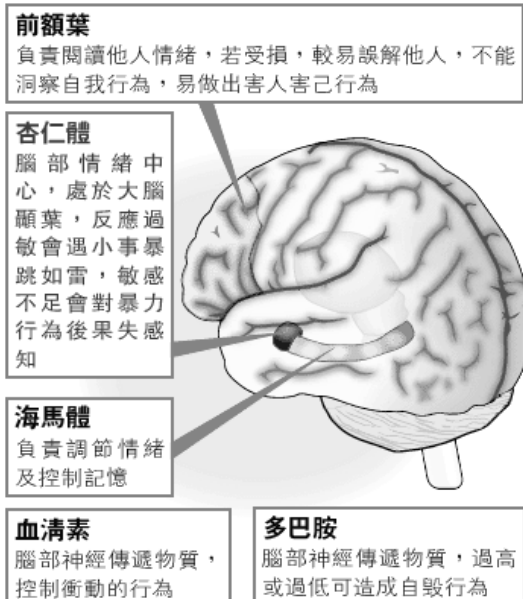 前額葉
負責閱讀他人情緒，若受損，較易誤解他人，不能
洞察自我行為，易做出害人害己行為
杏仁體
腦部情緒中
心，處於大腦
顳葉，反應過
敏會遇小事暴
跳如雷，敏感
不足會對暴力
行為後果失感
知
海馬體
負責調節情緒
及控制記憶
血清素
腦部神經傳遞物質，
控制衝動的行為
多巴胺
腦部神經傳遞物質，過高
或過低可造成自毀行為